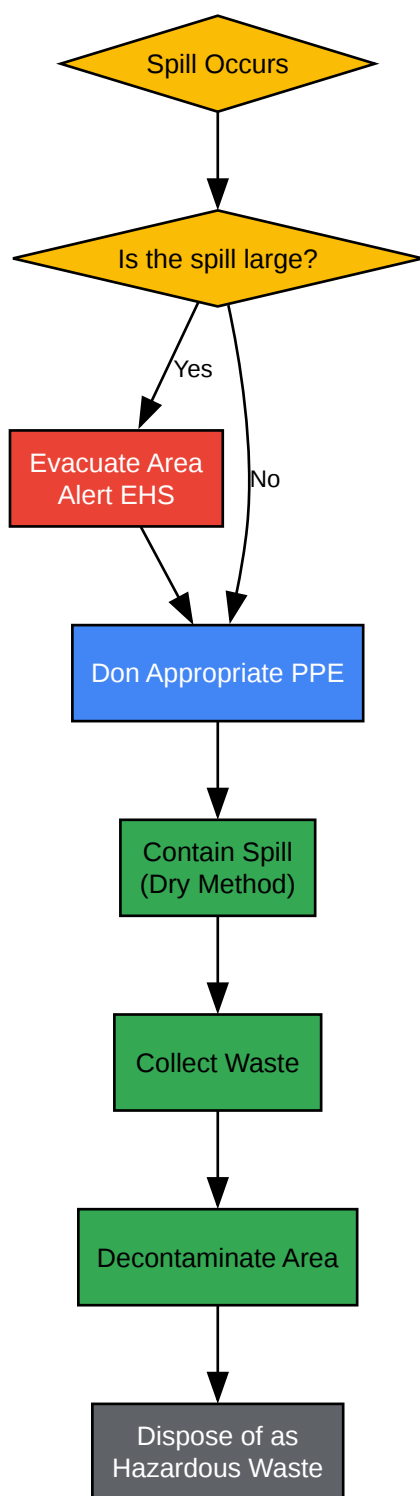 Spill Occurs
Is the spill large?
Yes
Evacuate Area
Alert EHS
No
Don Appropriate PPE
Contain Spill
(Dry Method)
Collect Waste
Decontaminate Area
Dispose of as
Hazardous Waste